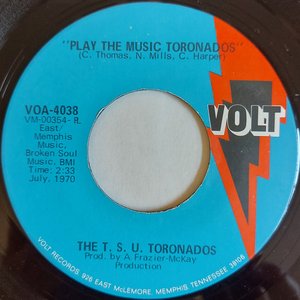 "PLAY THE MUSIC TORONADOS"
(C. Thomas, N. Mills, C. Harper)
VOA-4038
VM-00354- R.
East/
Memphis
Music,
Broken Soul
Music, BMI
Time: 2:33
July, 1970
VOLT
THE T. S. U. TORONADOS
Prod. by A Frazier-McKay
Production
VOLT RECORDS 926 EAST McLEMORE, MEMPHIS, TENNESSEE 38106